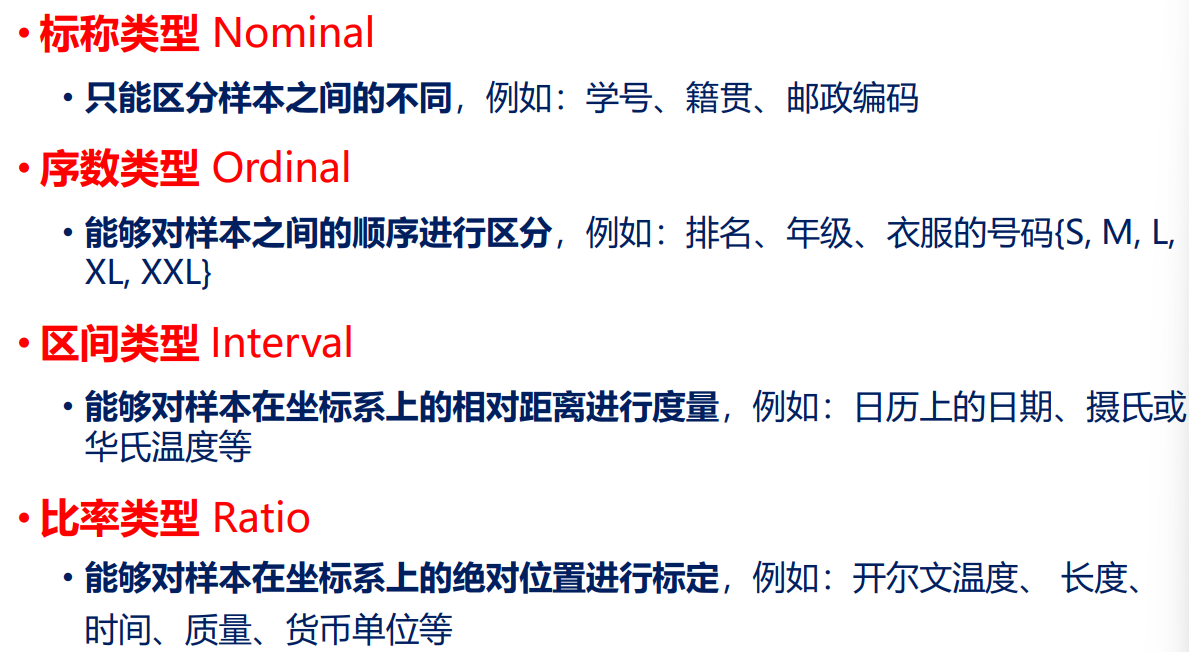 • 标称类型 Nominal
• 只能区分样本之间的不同，例如：学号、籍贯、邮政编码
• 序数类型 Ordinal
• 能够对样本之间的顺序进行区分，例如：排名、年级、衣服的号码{S, M, L,
XL, XXL}
• 区间类型 Interval
• 能够对样本在坐标系上的相对距离进行度量，例如：日历上的日期、摄氏或
华氏温度等
• 比率类型 Ratio
• 能够对样本在坐标系上的绝对位置进行标定，例如：开尔文温度、 长度、
时间、质量、货币单位等